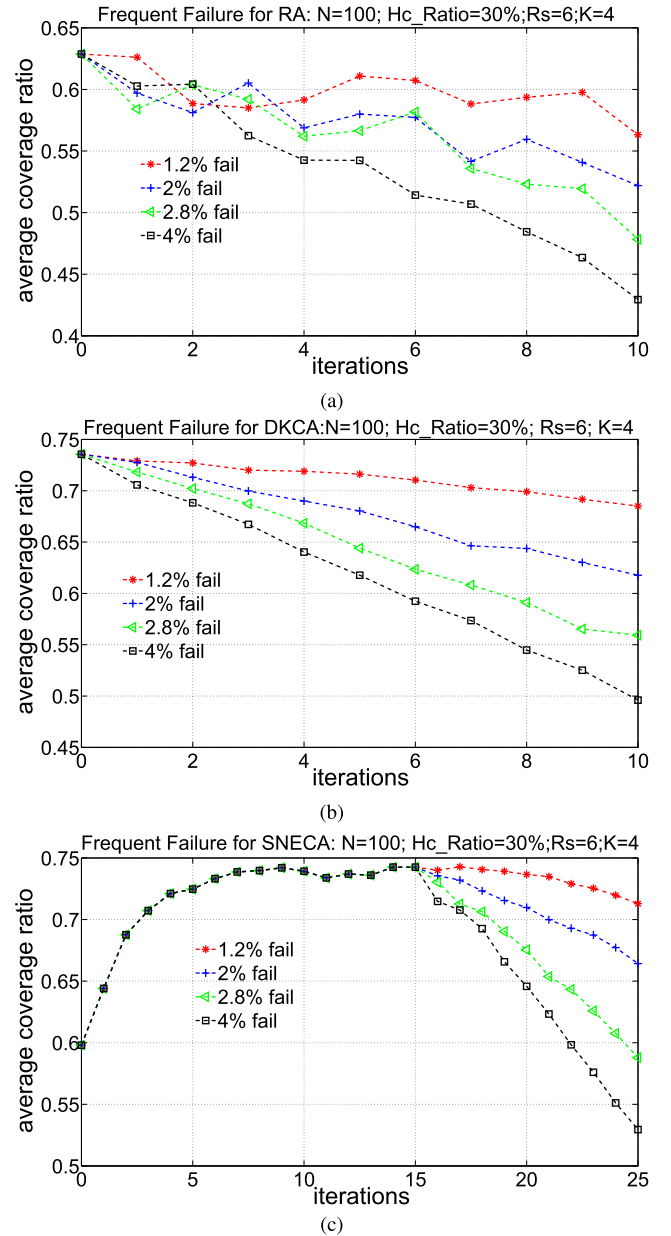 Frequent Failure for RA: N=100; Hc_Ratio=30%;Rs=6;K=4
0.65
0.6
0.55
0.5
0.45
0.4
average coverage ratio
1.2% fail
2% fail
2.8% fail
4% fail
0 2 4 6 8 10
iterations
(a)
Frequent Failure for DKCA:N=100; Hc_Ratio=30%; Rs=6; K=4
0.75
0.7
0.65
0.6
0.55
0.5
0.45
average coverage ratio
1.2% fail
2% fail
2.8% fail
4% fail
0 2 4 6 8 10
iterations
(b)
Frequent Failure for SNECA: N=100; Hc_Ratio=30%;Rs=6;K=4
0.75
0.7
0.65
0.6
0.55
0.5
average coverage ratio
1.2% fail
2% fail
2.8% fail
4% fail
0 5 10 15 20 25
iterations
(c)